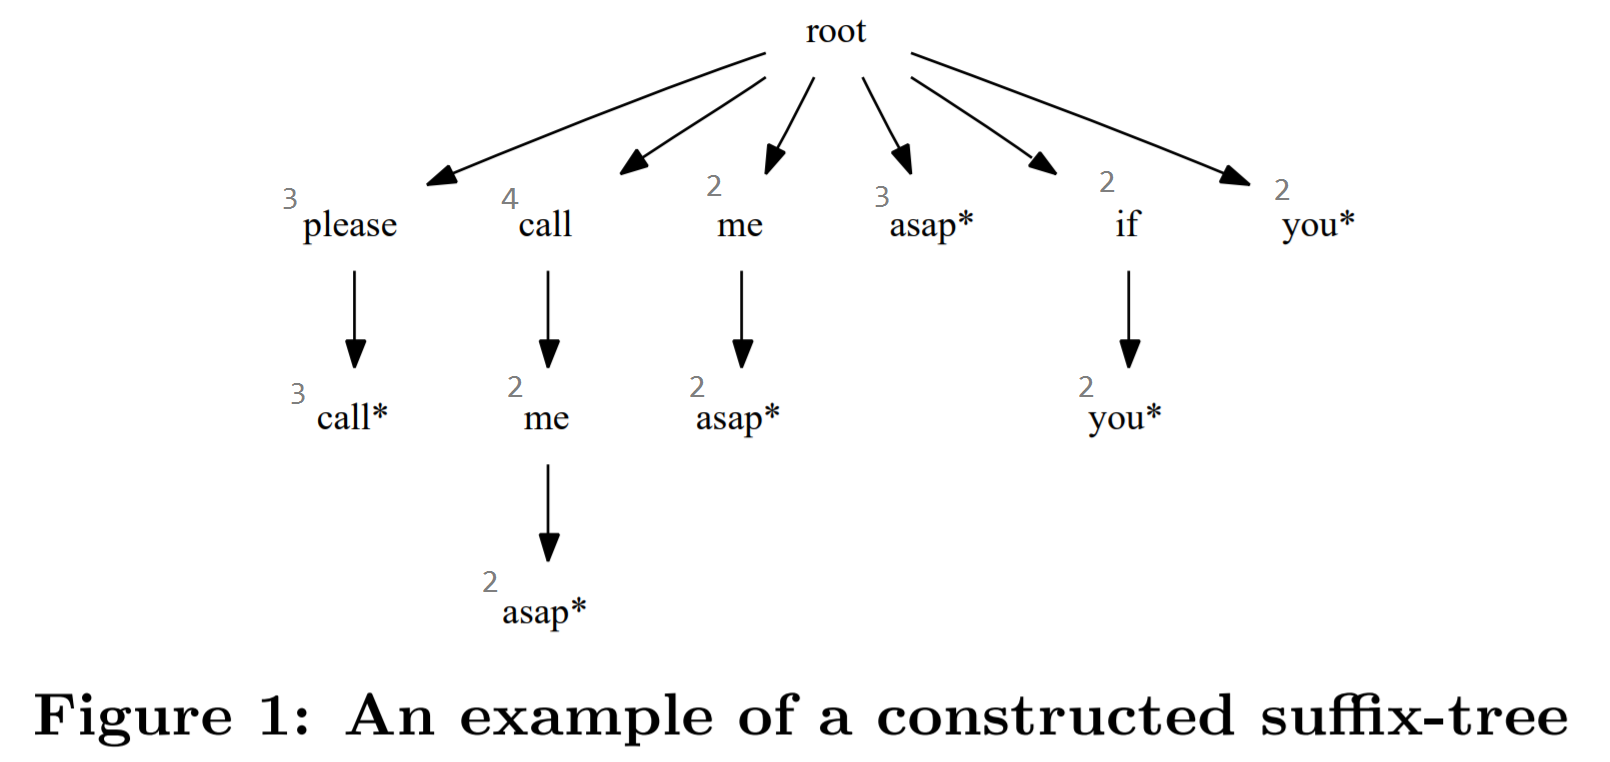 root
3 please 4 call 2 me 3 asap* 2 if 2 you*
3 call* 2 me 2 asap* 2 you*
2 asap*
Figure 1: An example of a constructed suffix-tree